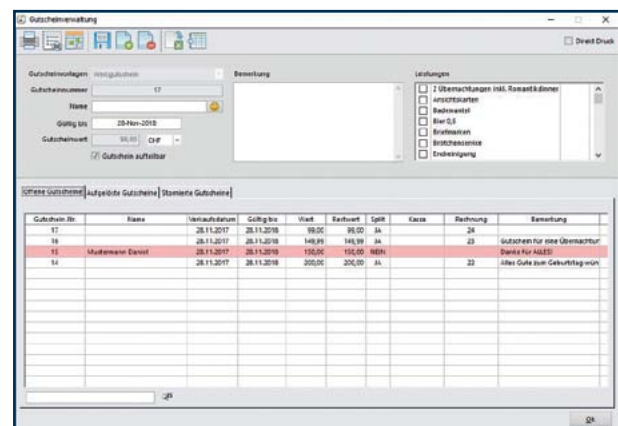 Gutscheinverwaltung
Direkt Druck
Gutscheinvorlagen Wertgutschein
Gutscheinnummer 17
Name
Gültig bis 28-Nov-2018
Gutscheinwert 99,00 CHF
Gutschein aufteilbar
Bemerkung
Leistungen
2 Übernachtungen inkl. Romantikdinner
Ansichtskarten
Bademantel
Bier 0,5
Briefmarken
Brötchenservice
Endreinigung
Offene Gutscheine Aufgelöste Gutscheine Stornierte Gutscheine
Gutschein.Nr. Name Verkaufsdatum Gültig bis Wert Restwert Split Kassa Rechnung Bemerkung
17 28.11.2017 28.11.2018 99,00 99,00 JA 24
16 28.11.2017 28.11.2018 149,99 149,99 JA 23 Gutschein für eine Übernachtun
15 Mustermann Daniel 28.11.2017 28.11.2018 150,00 150,00 NEIN Danke für ALLES!
14 28.11.2017 28.11.2018 200,00 200,00 JA 22 Alles Gute zum Geburtstag wün
Ok